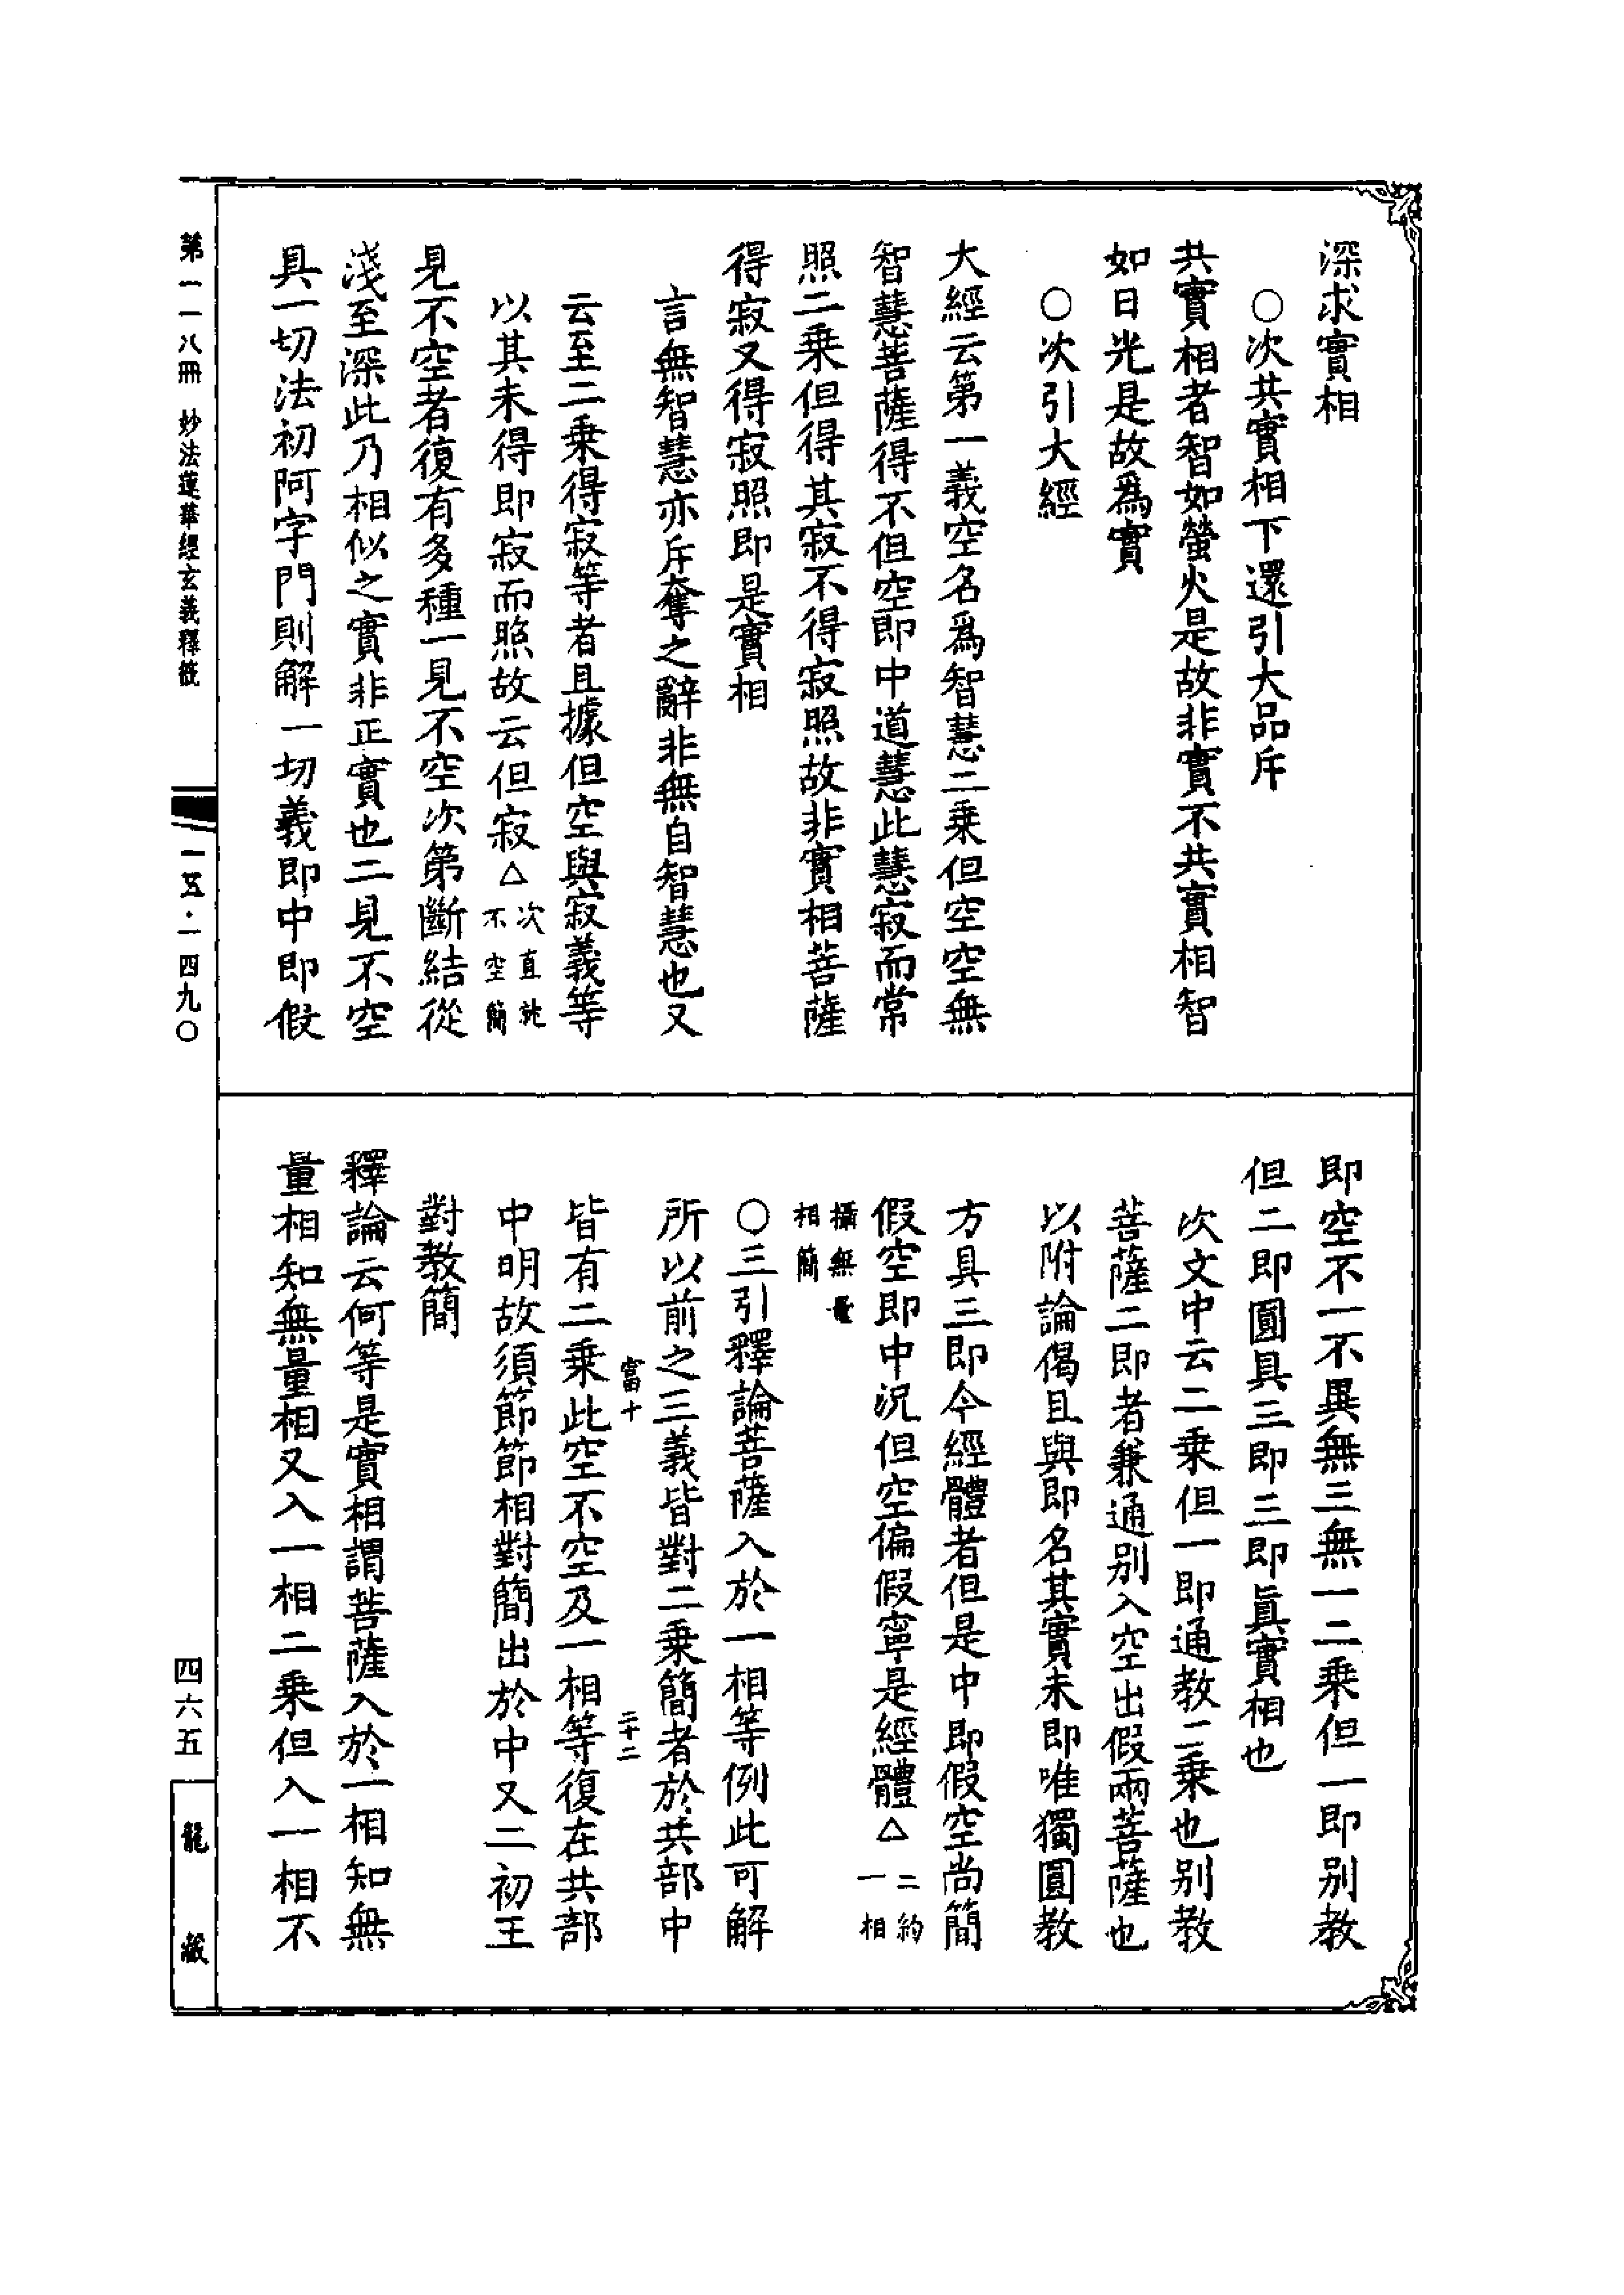 深求實相
○次共實相下還引大品斥
共實相者智如螢火是故非實不共實相智
如日光是故爲實
○次引大經
大經云第一義空名爲智慧二乗但空空無
智慧菩薩得不但空即中道慧此慧寂而常
照二乗但得其寂不得寂照故非實相菩薩
得寂又得寂照即是實相
言無智慧亦斥奪之辭非無自智慧也又
云至二乗得寂等者且據但空與寂義等
以其未得即寂而照故云但寂△次直就
不空簡
見不空者復有多種一見不空次第斷結從
淺至深此乃相似之實非正實也二見不空
具一切法初阿字門則解一切義即中即假
即空不一不異無三無一二乗但一即别教
但二即圓具三即三即眞實相也
次文中云二乗但一即通教二乗也别教
菩薩二即者兼通别入空出假兩菩薩也
以附論偈且與即名其實未即唯獨圓教
方具三即今經體者但是中即假空尚簡
假空即中况但空偏假寧是經體△二約
一相
攝無量
相簡
○三引釋論菩薩入於一相等例此可解
所以前之三義皆對二乗簡者於共部中
富十
二十二
皆有二乗此空不空及一相等復在共部
中明故須節節相對簡出於中又二初王
對教簡
釋論云何等是實相謂菩薩入於一相知無
量相知無量相又入一相二乗但入一相不
第一一八冊 妙法蓮華經玄義釋籤
一五·一四九〇
四六五
龍藏